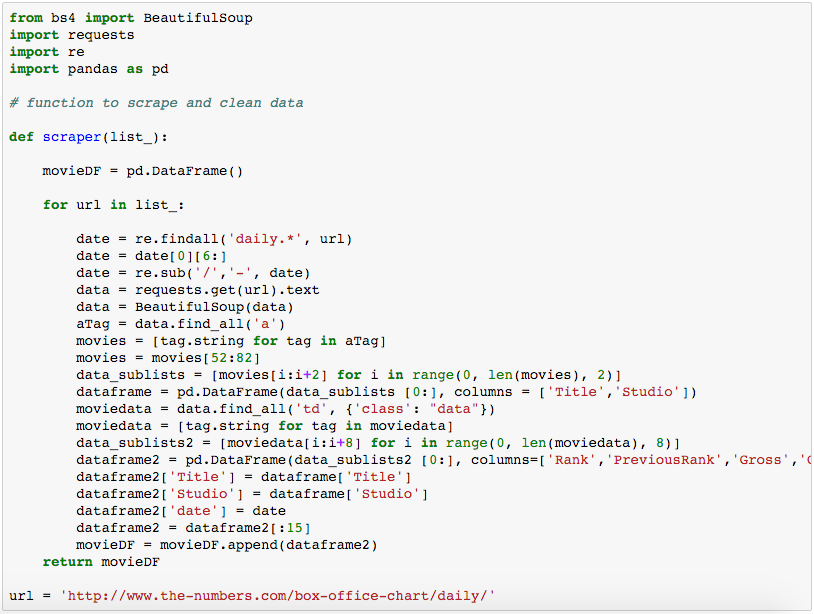 from bs4 import BeautifulSoup
import requests
import re
import pandas as pd
# function to scrape and clean data
def scraper(list_):
movieDF = pd.DataFrame()
for url in list_:
date = re.findall('daily.*', url)
date = date[0][6:]
date = re.sub('/','-', date)
data = requests.get(url).text
data = BeautifulSoup(data)
aTag = data.find_all('a')
movies = [tag.string for tag in aTag]
movies = movies[52:82]
data_sublists = [movies[i:i+2] for i in range(0, len(movies), 2)]
dataframe = pd.DataFrame(data_sublists [0:], columns = ['Title','Studio'])
moviedata = data.find_all('td', {'class': "data"})
moviedata = [tag.string for tag in moviedata]
data_sublists2 = [moviedata[i:i+8] for i in range(0, len(moviedata), 8)]
dataframe2 = pd.DataFrame(data_sublists2 [0:], columns=['Rank','PreviousRank','Gross','
dataframe2['Title'] = dataframe['Title']
dataframe2['Studio'] = dataframe['Studio']
dataframe2['date'] = date
dataframe2 = dataframe2[:15]
movieDF = movieDF.append(dataframe2)
return movieDF
url = 'http://www.the-numbers.com/box-office-chart/daily/'